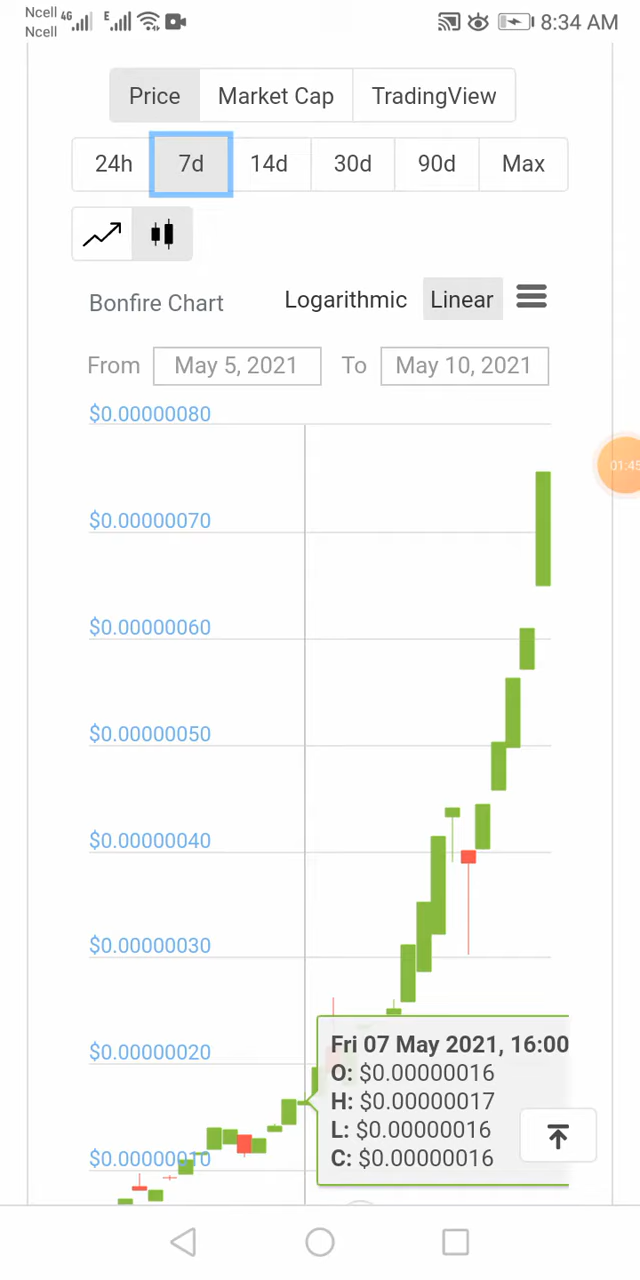 Ncell 4G E 8:34 AM
Ncell
Price Market Cap TradingView
24h 7d 14d 30d 90d Max
Bonfire Chart Logarithmic Linear
From May 5, 2021 To May 10, 2021
$0.00000080
$0.00000070
01:45
$0.00000060
$0.00000050
$0.00000040
$0.00000030
$0.00000020
$0.00000010
Fri 07 May 2021, 16:00
O: $0.00000016
H: $0.00000017
L: $0.00000016
C: $0.00000016